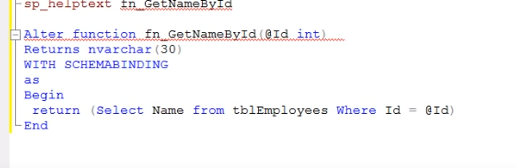 sp_helptext fn_GetNameById
Alter function fn_GetNameById(@Id int)
Returns nvarchar(30)
WITH SCHEMABINDING
as
Begin
return (Select Name from tblEmployees Where Id = @Id)
End